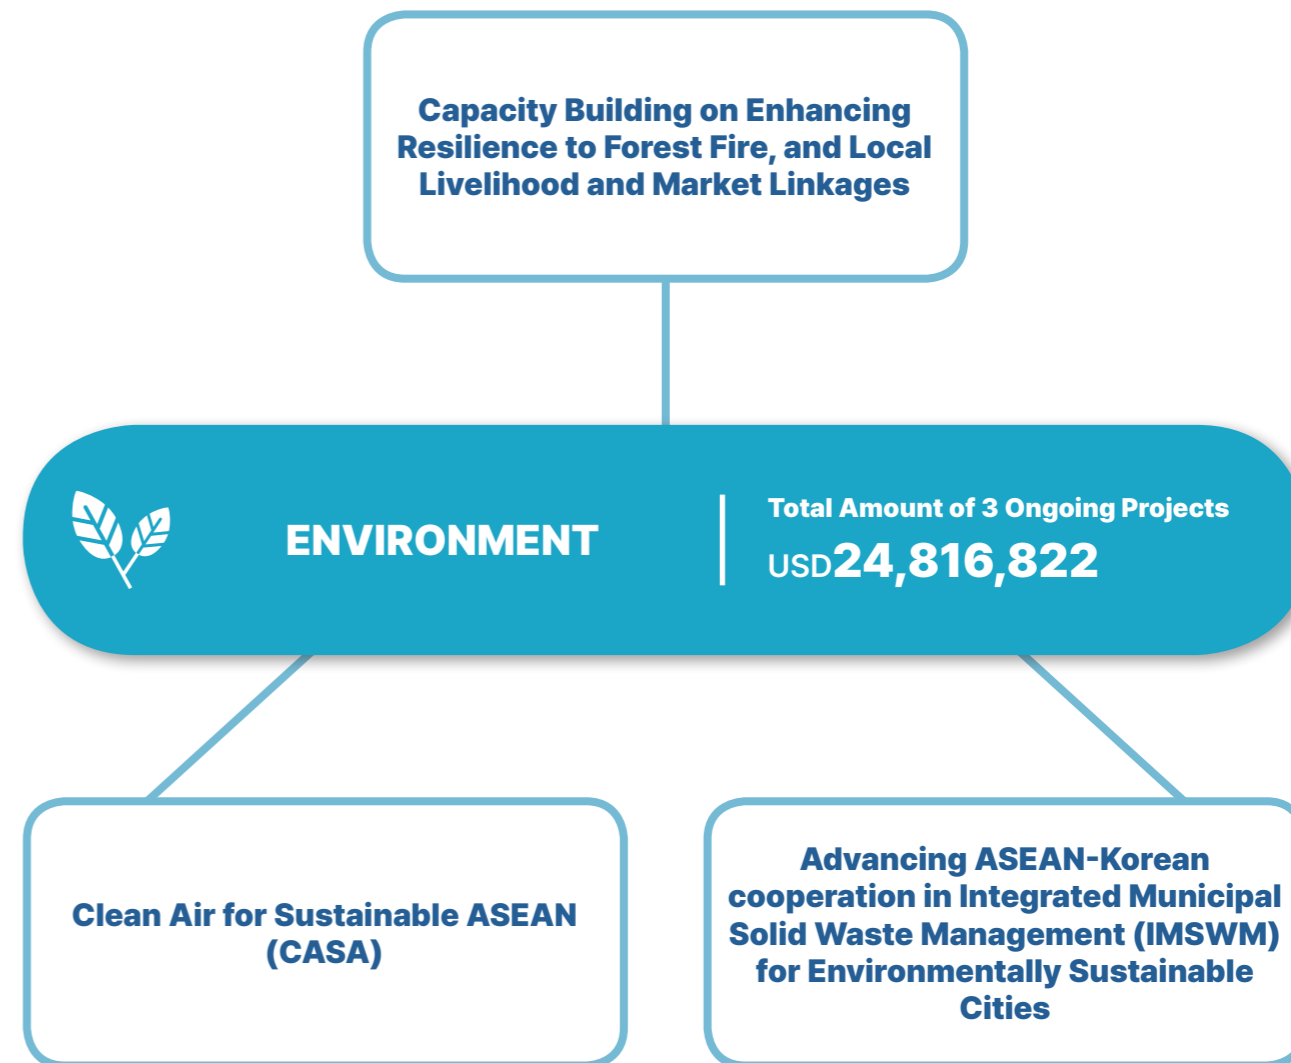 Capacity Building on Enhancing
Resilience to Forest Fire, and Local
Livelihood and Market Linkages
ENVIRONMENT
Total Amount of 3 Ongoing Projects
USD24,816,822
Clean Air for Sustainable ASEAN
(CASA)
Advancing ASEAN-Korean
cooperation in Integrated Municipal
Solid Waste Management (IMSWM)
for Environmentally Sustainable
Cities